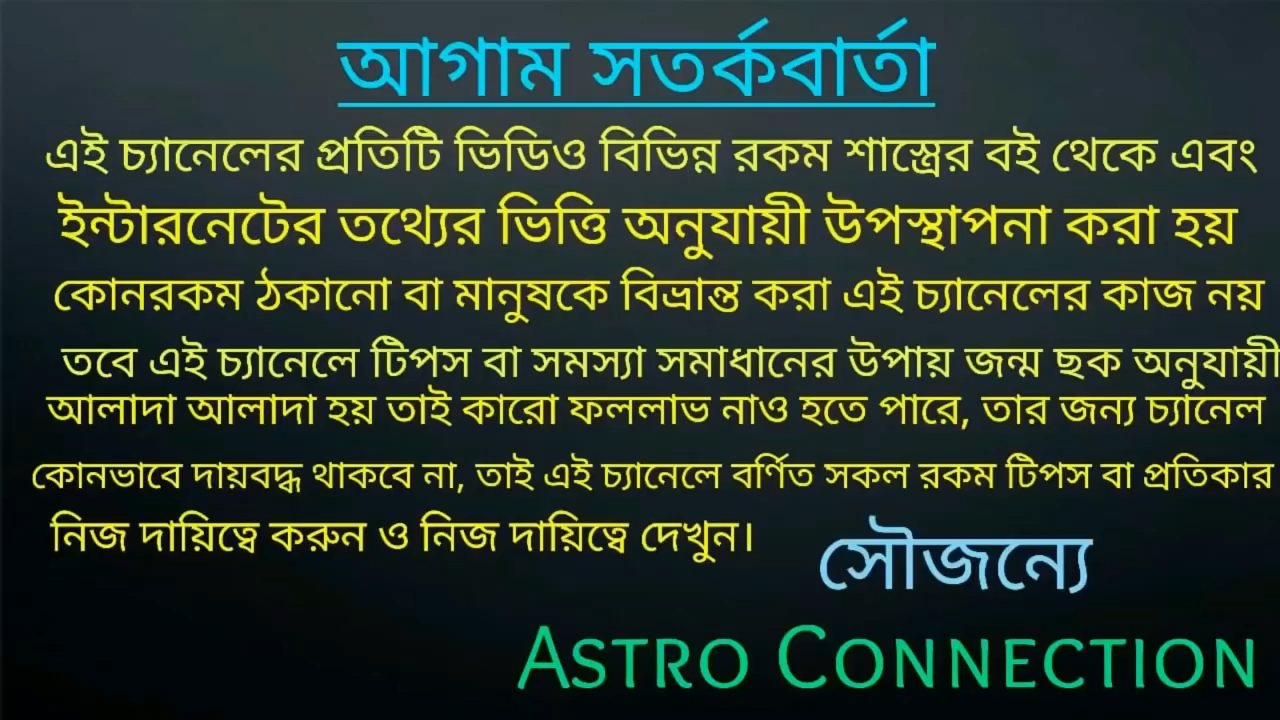 আগাম সতর্কবার্তা
এই চ্যানেলের প্রতিটি ভিডিও বিভিন্ন রকম শাস্ত্রের বই থেকে এবং
ইন্টারনেটের তথ্যের ভিত্তি অনুযায়ী উপস্থাপনা করা হয়
কোনরকম ঠকানো বা মানুষকে বিভ্রান্ত করা এই চ্যানেলের কাজ নয়
তবে এই চ্যানেলে টিপস বা সমস্যা সমাধানের উপায় জন্ম ছক অনুযায়ী
আলাদা আলাদা হয় তাই কারো ফললাভ নাও হতে পারে, তার জন্য চ্যানেল
কোনভাবে দায়বদ্ধ থাকবে না, তাই এই চ্যানেলে বর্ণিত সকল রকম টিপস বা প্রতিকার
নিজ দায়িত্বে করুন ও নিজ দায়িত্বে দেখুন।
সৌজন্যে
ASTRO CONNECTION